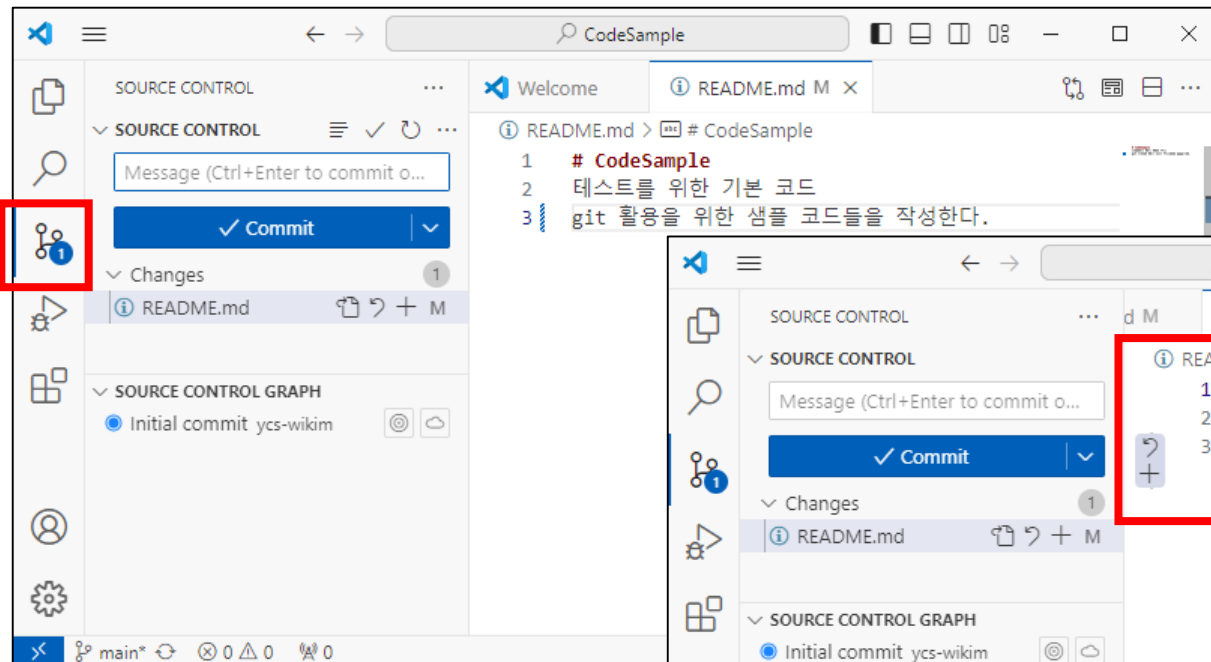 CodeSample
SOURCE CONTROL ...
Welcome
README.md M
SOURCE CONTROL
README.md > # CodeSample
Message (Ctrl+Enter to commit o...
1 # CodeSample
2 테스트를 위한 기본 코드
3 git 활용을 위한 샘플 코드들을 작성한다.
Commit
1
Changes 1
README.md M
SOURCE CONTROL GRAPH
Initial commit ycs-wikim
main* 0 0 0
SOURCE CONTROL ...
d M
SOURCE CONTROL
REA
Message (Ctrl+Enter to commit o...
1
2
3
Commit
1
Changes 1
README.md M
SOURCE CONTROL GRAPH
Initial commit ycs-wikim